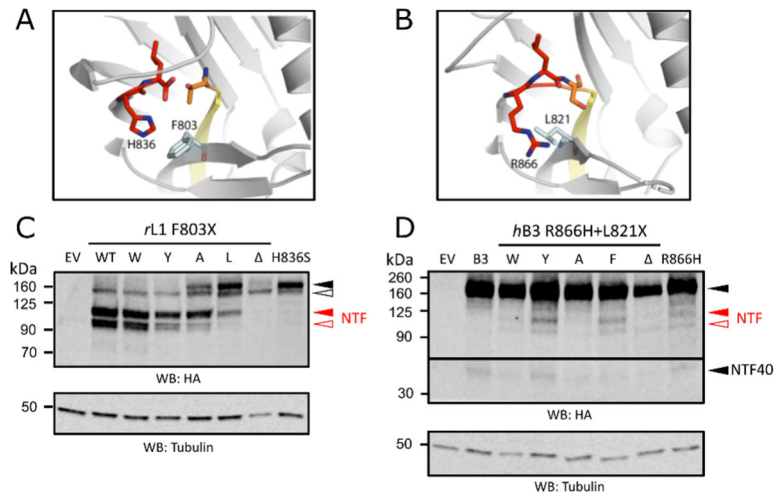 A
H836
F803
B
L821
R866
C
rL1 F803X
EV WT W Y A L Δ H836S
kDa
160
125
90
70
NTF
WB: HA
50
WB: Tubulin
D
hB3 R866H+L821X
EV B3 W Y A F Δ R866H
kDa
260
160
125
90
NTF
NTF40
30
WB: HA
50
WB: Tubulin